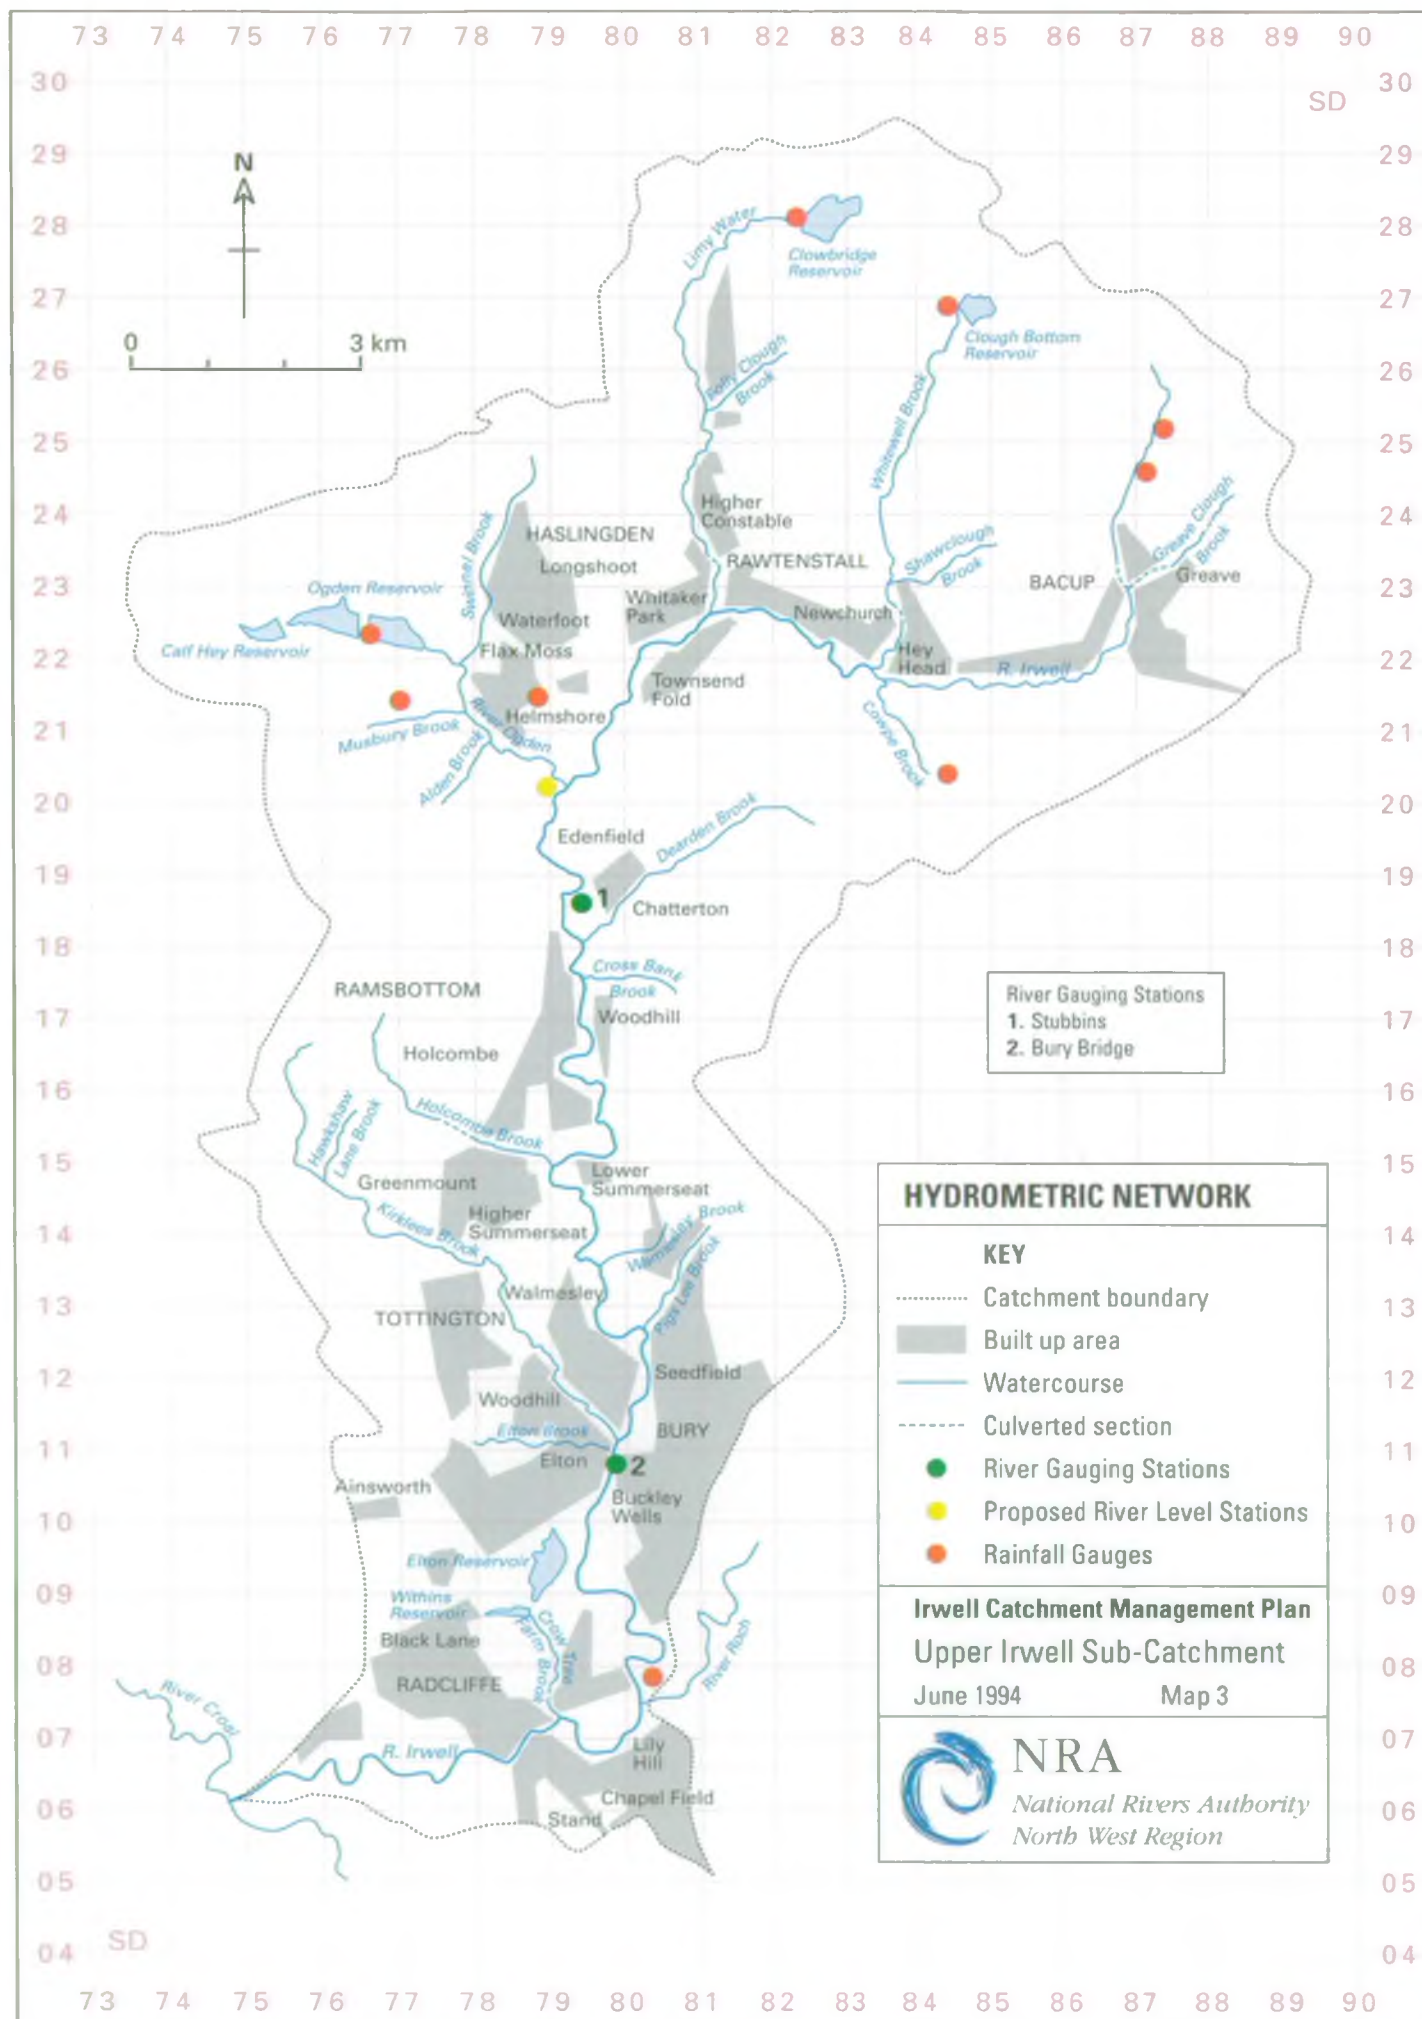 73 74 75 76 77 78 79 80 81 82 83 84 85 86 87 88 89 90
30 30
SD
29 29
N
28 28
Limy Water
Clowbridge
Reservoir
27 27
Clough Bottom
Reservoir
0 3 km
26 26
Folly Clough
Brook
Whitewell Brook
25 25
24 24
Higher
Constable
Swinnel Brook
HASLINGDEN
Longshoot
RAWTENSTALL
Shawclough
Brook
Greave Clough
Brook
BACUP
Greave
23 23
Ogden Reservoir
Whitaker
Park
Newchurch
Waterfoot
Calf Hey Reservoir
Flax Moss
Hey
Head
R. Irwell
22 22
Townsend
Fold
Helmshore
River Ogden
Musbury Brook
Alden Brook
Cowpe Brook
21 21
20 20
Edenfield
Dearden Brook
19 19
1
Chatterton
18 18
Cross Bank
Brook
RAMSBOTTOM
Woodhill
River Gauging Stations
1. Stubbins
2. Bury Bridge
17 17
Holcombe
16 16
Holcombe Brook
Hawkshaw
Lane Brook
15 15
Greenmount
Lower
Summerseat
Higher
Summerseat
Kirklees Brook
Walmersley Brook
Pigs Lee Brook
14 14
Walmesley
13 13
TOTTINGTON
Seedfield
12 12
Woodhill
Elton Brook
BURY
11 11
Elton
2
Ainsworth
Buckley
Wells
10 10
Elton Reservoir
09 09
Withins
Reservoir
Crow Tree
Farm Brook
Black Lane
River Roch
08 08
RADCLIFFE
River Croal
07 07
R. Irwell
Lily
Hill
Chapel Field
06 06
Stand
05 05
SD
04 04
73 74 75 76 77 78 79 80 81 82 83 84 85 86 87 88 89 90
HYDROMETRIC NETWORK
KEY
Catchment boundary
Built up area
Watercourse
Culverted section
River Gauging Stations
Proposed River Level Stations
Rainfall Gauges
Irwell Catchment Management Plan
Upper Irwell Sub-Catchment
June 1994 Map 3
NRA
National Rivers Authority
North West Region